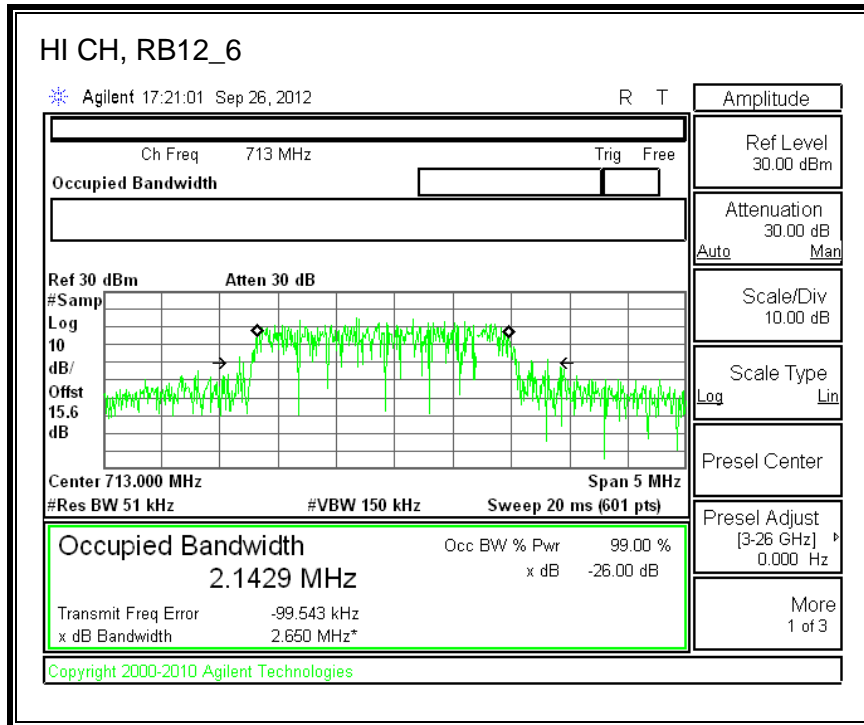 HI CH, RB12_6
Agilent 17:21:01 Sep 26, 2012 R T
Ch Freq 713 MHz Trig Free
Occupied Bandwidth
Ref 30 dBm Atten 30 dB
#Samp
Log
10
dB/
Offst
15.6
dB
Center 713.000 MHz Span 5 MHz
#Res BW 51 kHz #VBW 150 kHz Sweep 20 ms (601 pts)
Occupied Bandwidth Occ BW % Pwr 99.00 %
2.1429 MHz x dB -26.00 dB
Transmit Freq Error -99.543 kHz
x dB Bandwidth 2.650 MHz*
Copyright 2000-2010 Agilent Technologies
Amplitude
Ref Level
30.00 dBm
Attenuation
30.00 dB
Auto Man
Scale/Div
10.00 dB
Scale Type
Log Lin
Presel Center
Presel Adjust
[3-26 GHz]
0.000 Hz
More
1 of 3